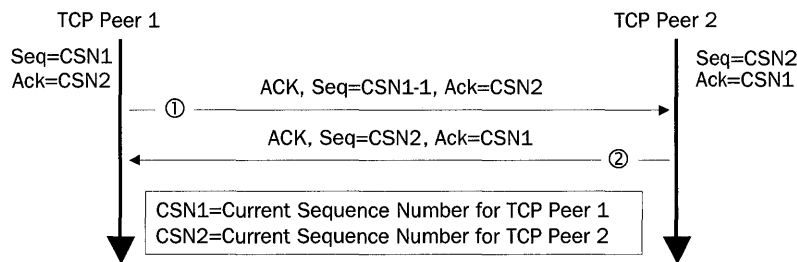 TCP Peer 1
TCP Peer 2
Seq=CSN1
Ack=CSN2
Seq=CSN2
Ack=CSN1
ACK, Seq=CSN1-1, Ack=CSN2
①
ACK, Seq=CSN2, Ack=CSN1
②
CSN1=Current Sequence Number for TCP Peer 1
CSN2=Current Sequence Number for TCP Peer 2